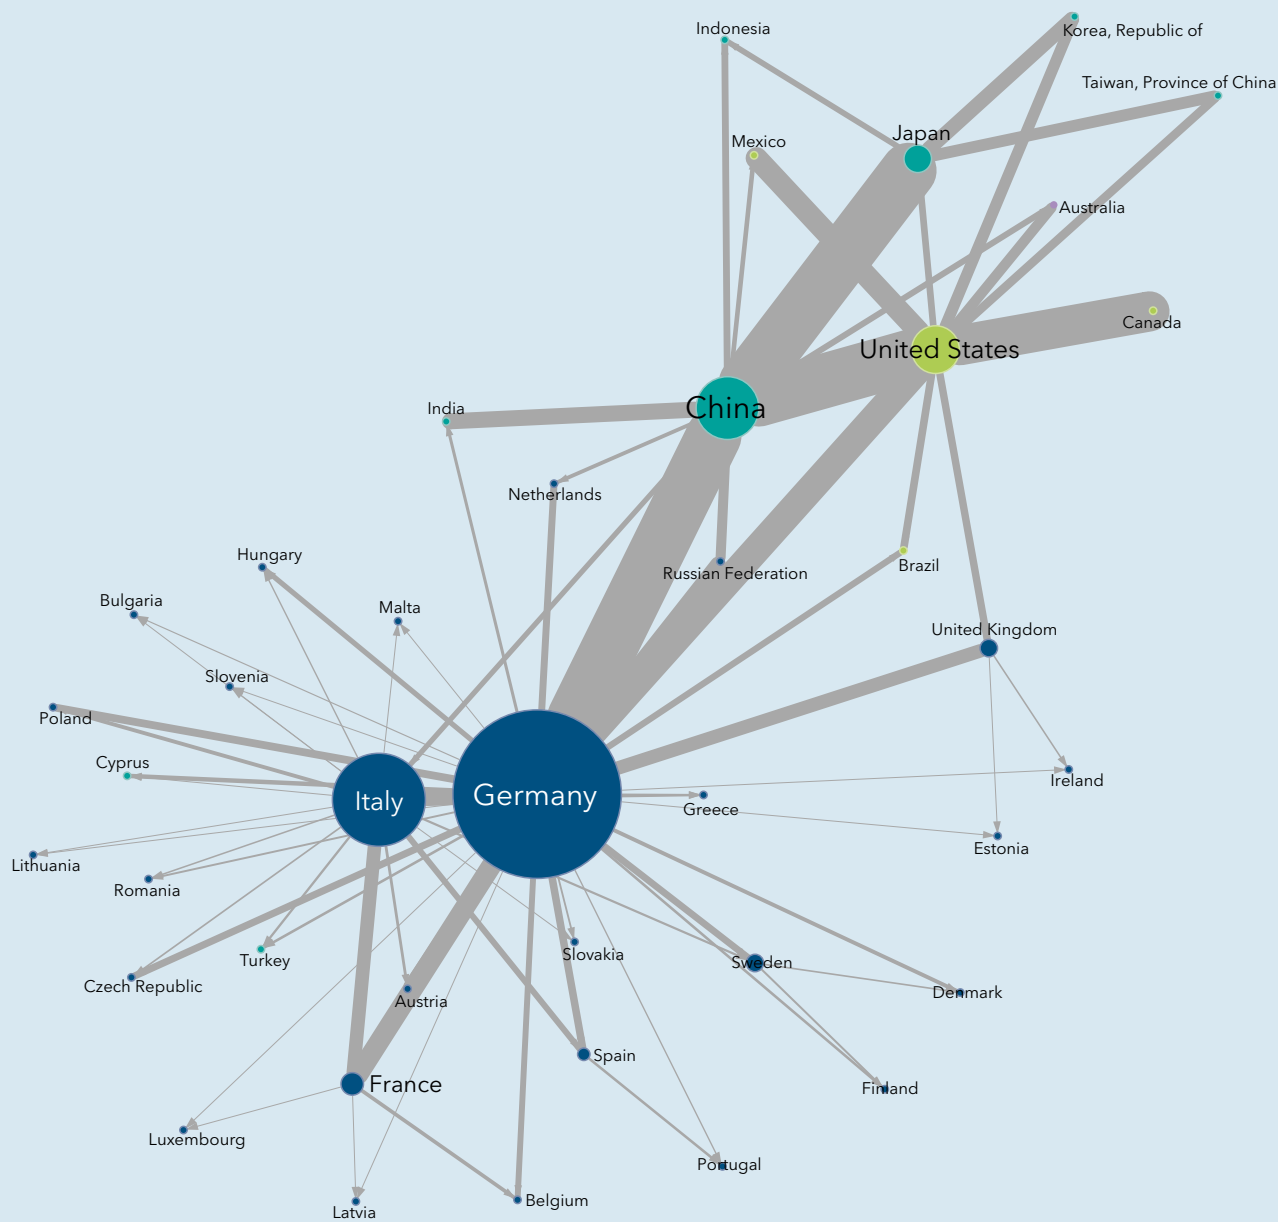 Indonesia
Korea, Republic of
Taiwan, Province of China
Japan
Mexico
Australia
Canada
United States
China
India
Netherlands
Russian Federation
Brazil
Hungary
Bulgaria
Malta
United Kingdom
Slovenia
Poland
Cyprus
Ireland
Italy
Germany
Greece
Estonia
Lithuania
Romania
Slovakia
Turkey
Sweden
Czech Republic
Denmark
Austria
Spain
France
Finland
Luxembourg
Portugal
Belgium
Latvia